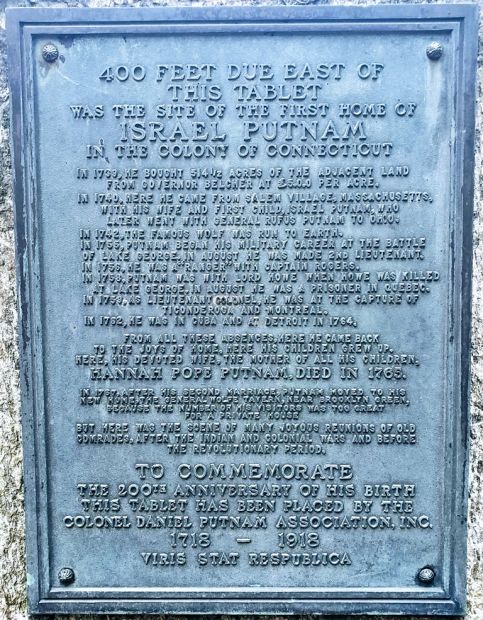 400 FEET DUE EAST OF
THIS TABLET
WAS THE SITE OF THE FIRST HOME OF
ISRAEL PUTNAM
IN THE COLONY OF CONNECTICUT
IN 1739, HE BOUGHT 514½ ACRES OF THE ADJACENT LAND
FROM GOVERNOR BELCHER AT £5.0.0 PER ACRE.
IN 1740, HERE HE CAME FROM SALEM VILLAGE, MASSACHUSETTS,
WITH HIS WIFE AND FIRST CHILD, ISRAEL PUTNAM, WHO
LATER WENT WITH GENERAL RUFUS PUTNAM TO OHIO.
IN 1742, THE FAMOUS WOLF WAS RUN TO EARTH.
IN 1755, PUTNAM BEGAN HIS MILITARY CAREER AT THE BATTLE
OF LAKE GEORGE, IN AUGUST HE WAS MADE 2ND LIEUTENANT.
IN 1756, HE WAS A "RANGER" WITH CAPTAIN ROGERS.
IN 1758, PUTNAM WAS WITH LORD HOWE WHEN HOWE WAS KILLED
AT LAKE GEORGE, IN AUGUST HE WAS A PRISONER IN QUEBEC.
IN 1759, AS LIEUTENANT COLONEL, HE WAS AT THE CAPTURE OF
TICONDEROGA AND MONTREAL.
IN 1762, HE WAS IN CUBA AND AT DETROIT IN 1764.
FROM ALL THESE ABSENCES, HERE HE CAME BACK
TO THE JOYS OF HOME, HERE HIS CHILDREN GREW UP.
HERE, HIS DEVOTED WIFE, THE MOTHER OF ALL HIS CHILDREN,
HANNAH POPE PUTNAM, DIED IN 1765.
IN 1767, AFTER HIS SECOND MARRIAGE, PUTNAM MOVED TO HIS
NEW HOME, THE GENERAL WOLFE TAVERN, NEAR BROOKLYN GREEN,
BECAUSE THE NUMBER OF HIS VISITORS WAS TOO GREAT
FOR A PRIVATE HOUSE
BUT HERE WAS THE SCENE OF MANY JOYOUS REUNIONS OF OLD
COMRADES, AFTER THE INDIAN AND COLONIAL WARS AND BEFORE
THE REVOLUTIONARY PERIOD.
TO COMMEMORATE
THE 200TH ANNIVERSARY OF HIS BIRTH
THIS TABLET HAS BEEN PLACED BY THE
COLONEL DANIEL PUTNAM ASSOCIATION, INC.
1718 — 1918
VIRIS STAT RESPUBLICA